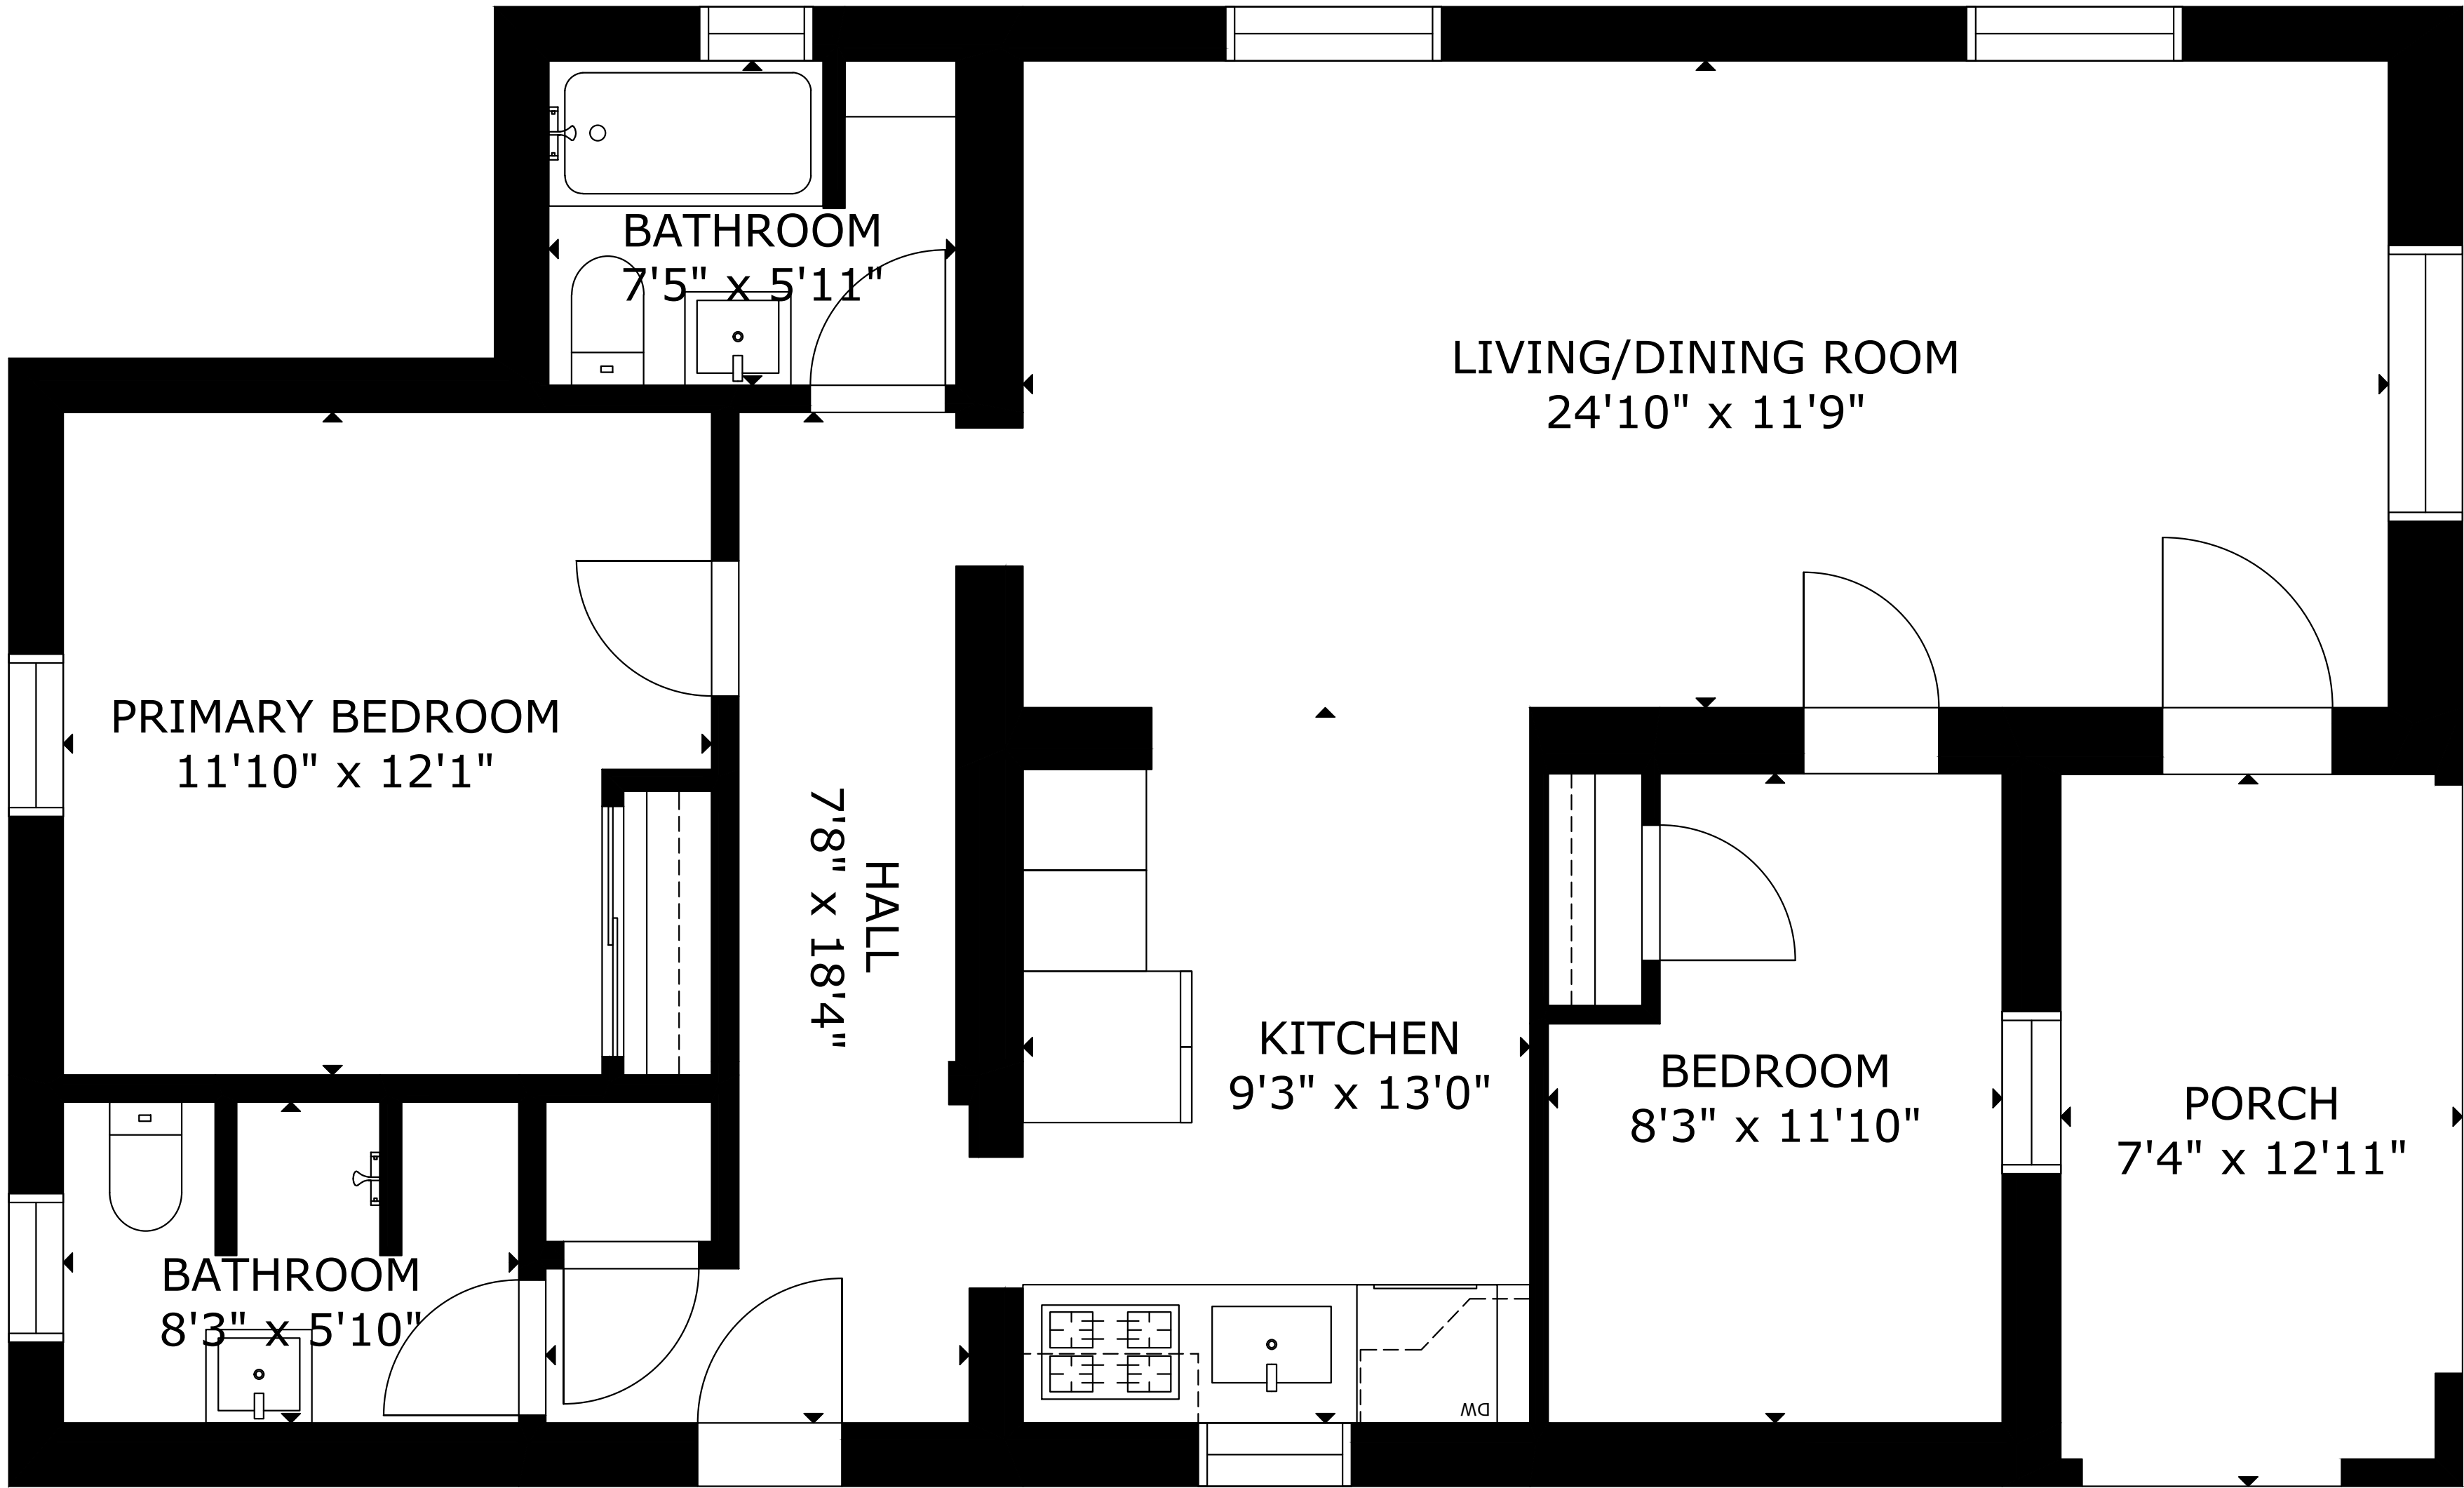 BATHROOM
7'5" x 5'11"
LIVING/DINING ROOM
24'10" x 11'9"
PRIMARY BEDROOM
11'10" x 12'1"
HALL
7'8" x 18'4"
KITCHEN
9'3" x 13'0"
BEDROOM
8'3" x 11'10"
PORCH
7'4" x 12'11"
BATHROOM
8'3" x 5'10"
DW